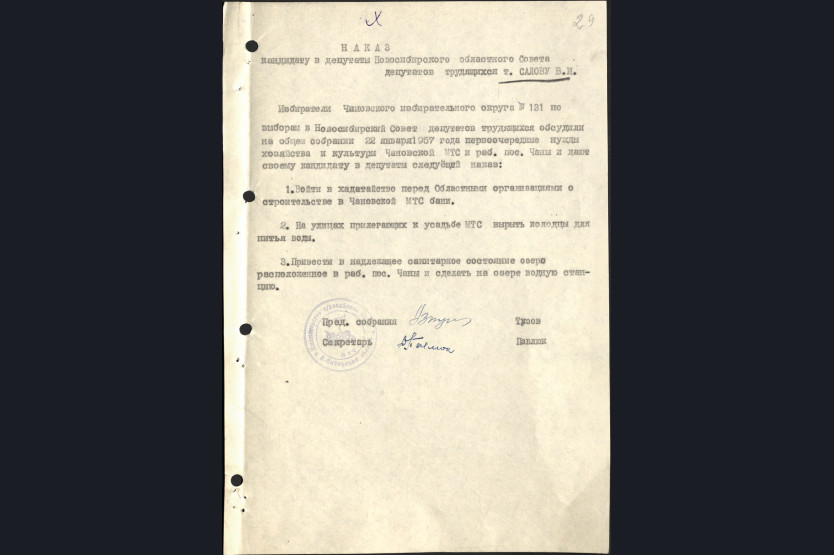 X
29
Н А К А З
кандидату в депутаты Новосибирского областного Совета
депутатов трудящихся т. САЛОВУ В.И.
Избиратели Чановского избирательного округа № 131 по
выборам в Новосибирский Совет депутатов трудящихся обсудили
на общем собрании 22 января1957 года первоочередные нужды
хозяйства и культуры Чановской МТС и раб. пос. Чаны и дают
своему кандидату в депутаты следующий наказ:
1.Войти в хадатайство перед Областными организациями о
строительстве в Чановской МТС бани.
2. На улицах прилегающих к усадьбе МТС вырыть колодцы для
питья воды.
3.Привести в надлежащее санитарное состояние озеро
расположенное в раб. пос. Чаны и сделать на озере водную стан-
цию.
Пред. собрания Тузов
Секретарь Павлюк